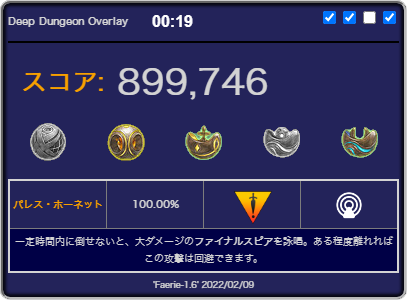 Deep Dungeon Overlay 00:19
スコア: 899,746
パレス・ホーネット 100.00%
一定時間内に倒せないと、大ダメージのファイナルスピアを詠唱。ある程度離れれば
この攻撃は回避できます。
'Faerie-1.6' 2022/02/09